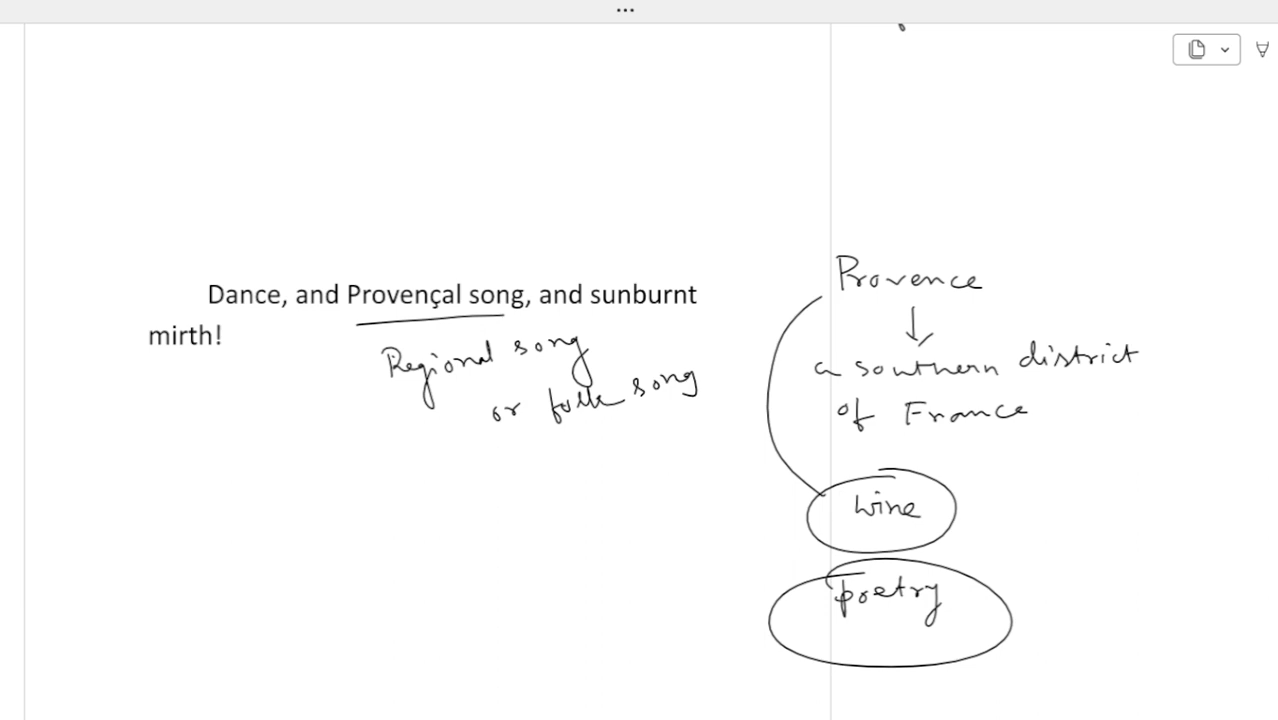 Dance, and Provençal song, and sunburnt
mirth!
Regional song
or folk song
Provence
a southern district
of France
Wine
Poetry